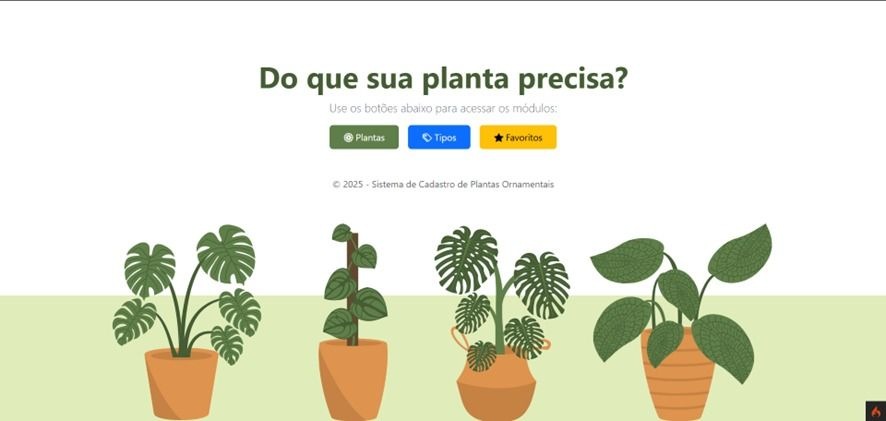 Do que sua planta precisa?
Use os botões abaixo para acessar os módulos:
Plantas Tipos Favoritos
© 2025 - Sistema de Cadastro de Plantas Ornamentais